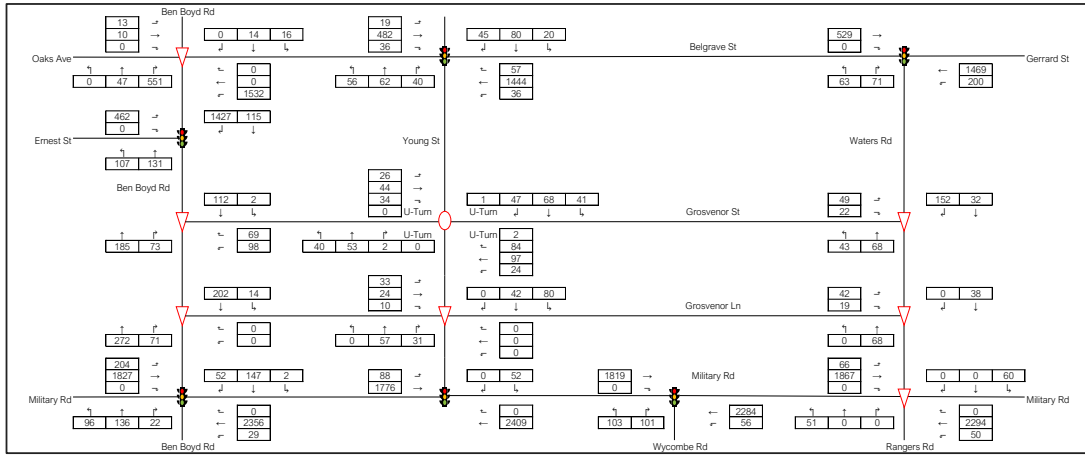 Ben Boyd Rd
13
10
0
0 14 16
19
482
36
45 80 20
Belgrave St
529
0
Oaks Ave
Gerrard St
0 47 551
0
0
1532
56 62 40
57
1444
36
63 71
1469
200
462
0
1427 115
Ernest St
Young St
Waters Rd
107 131
Ben Boyd Rd
26
44
34
0 U-Turn
112 2
U-Turn 1 47 68 41
Grosvenor St
49
22
152 32
185 73
69
98
U-Turn
40 53 2 0
U-Turn 2
84
97
24
43 68
33
24
10
202 14
0 42 80
Grosvenor Ln
42
19
0 38
272 71
0
0
0 57 31
0
0
0
0 68
204
1827
0
52 147 2
88
1776
0 52
1819
0
Military Rd
66
1867
0
0 0 60
Military Rd
Military Rd
96 136 22
0
2356
29
0
2409
103 101
2284
56
51 0 0
0
2294
50
Ben Boyd Rd
Wycombe Rd
Rangers Rd